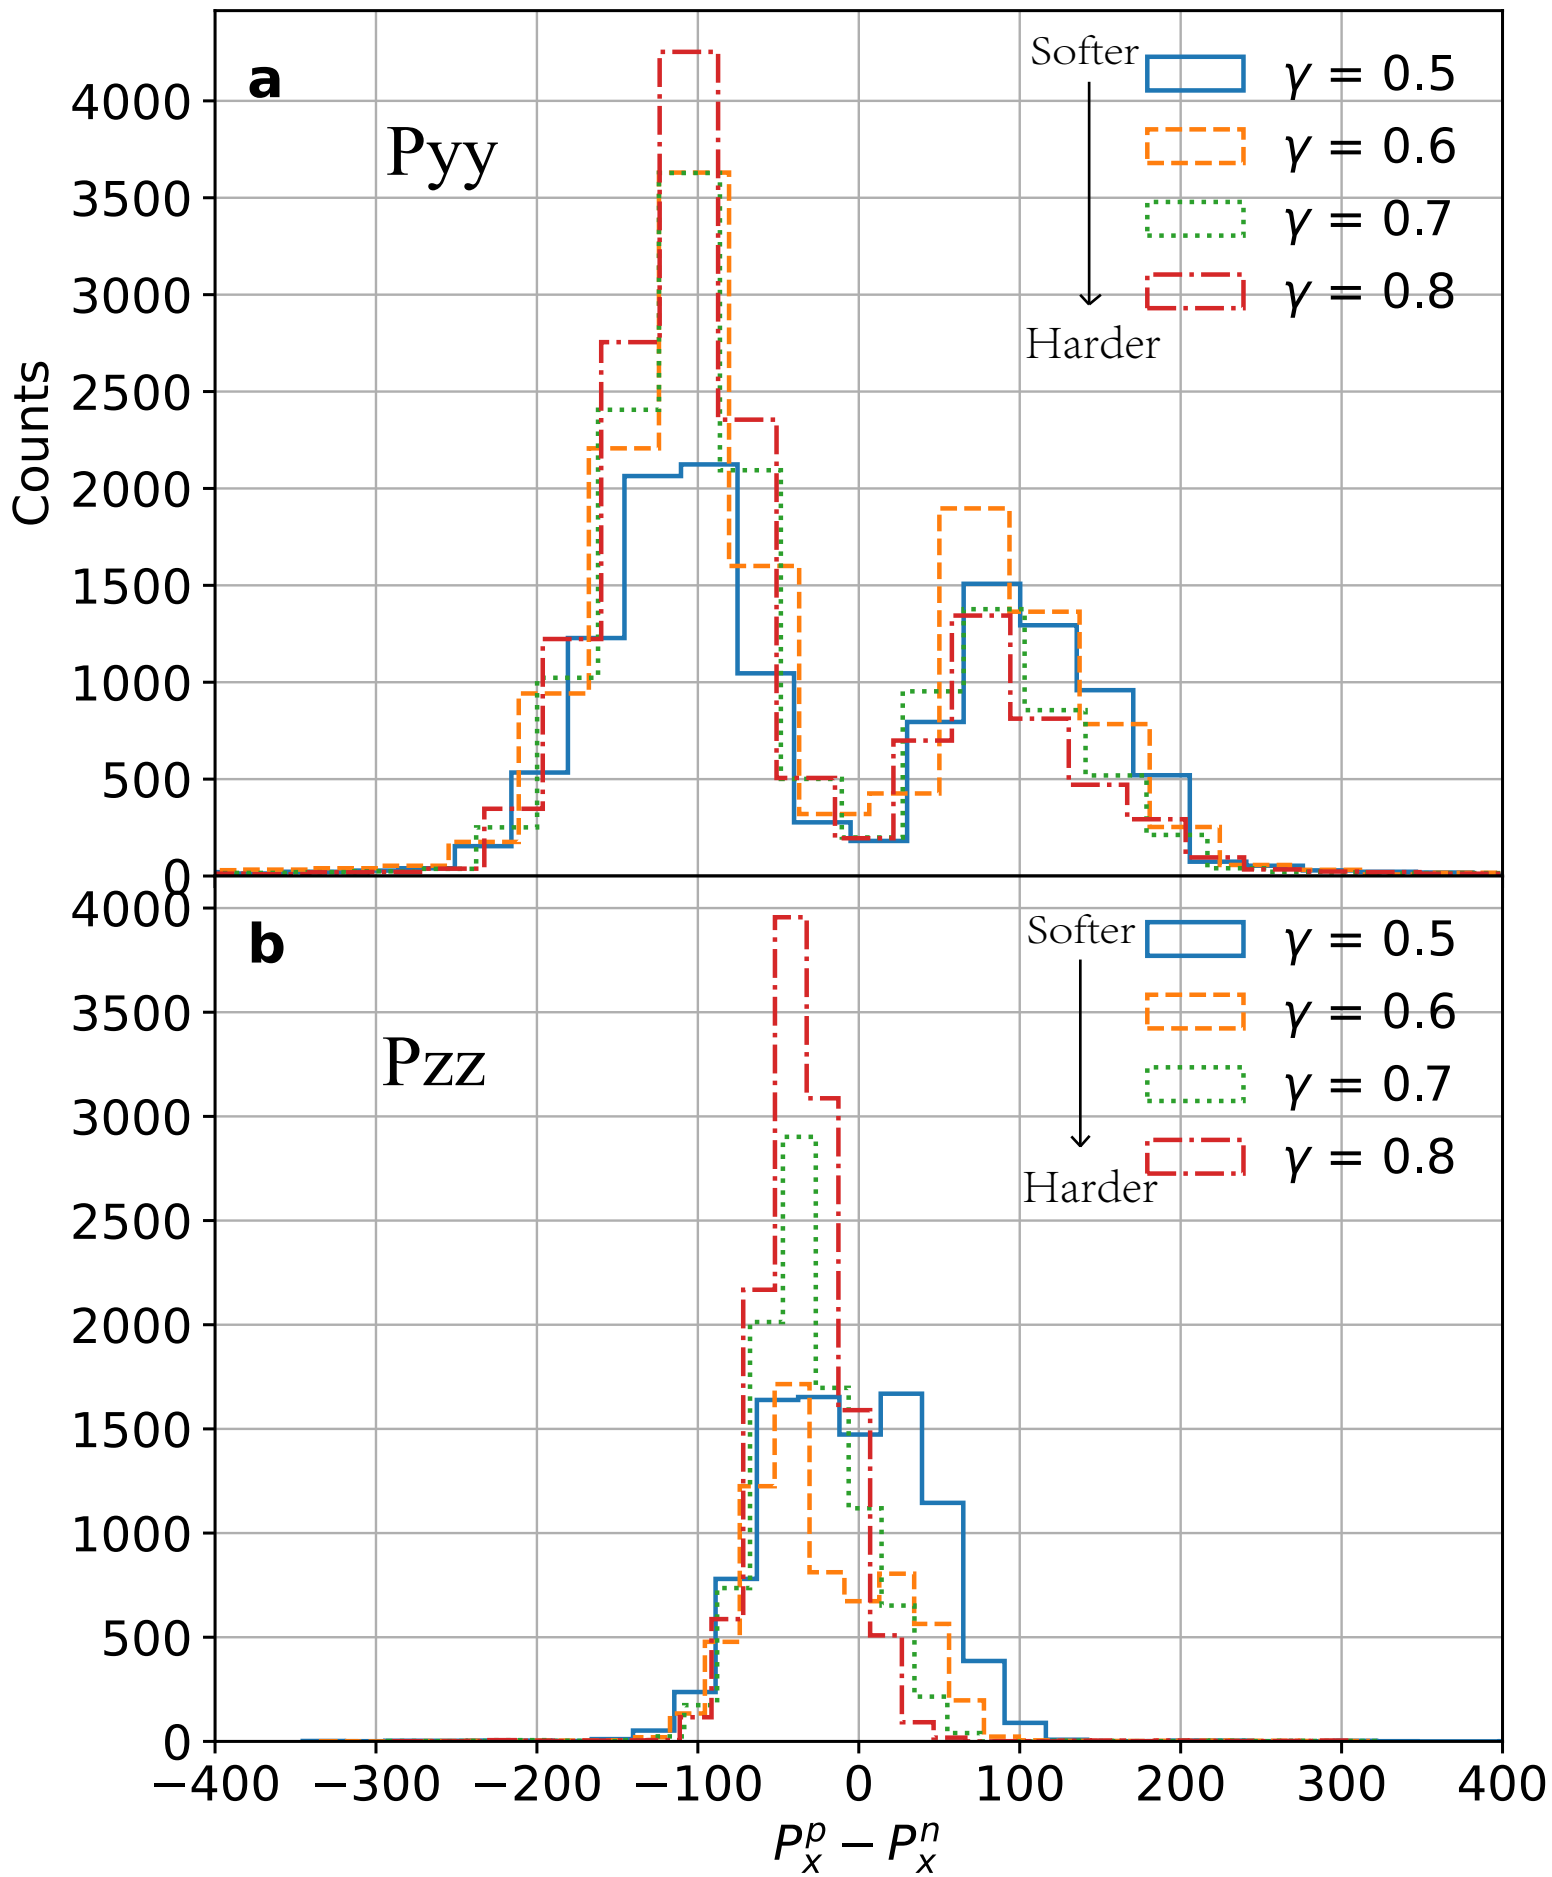 a
Pyy
Softer
Harder
γ = 0.5
γ = 0.6
γ = 0.7
γ = 0.8
Counts
4000
3500
3000
2500
2000
1500
1000
500
0
b
Pzz
Softer
Harder
γ = 0.5
γ = 0.6
γ = 0.7
γ = 0.8
4000
3500
3000
2500
2000
1500
1000
500
0
−400 −300 −200 −100 0 100 200 300 400
P_x^p − P_x^n